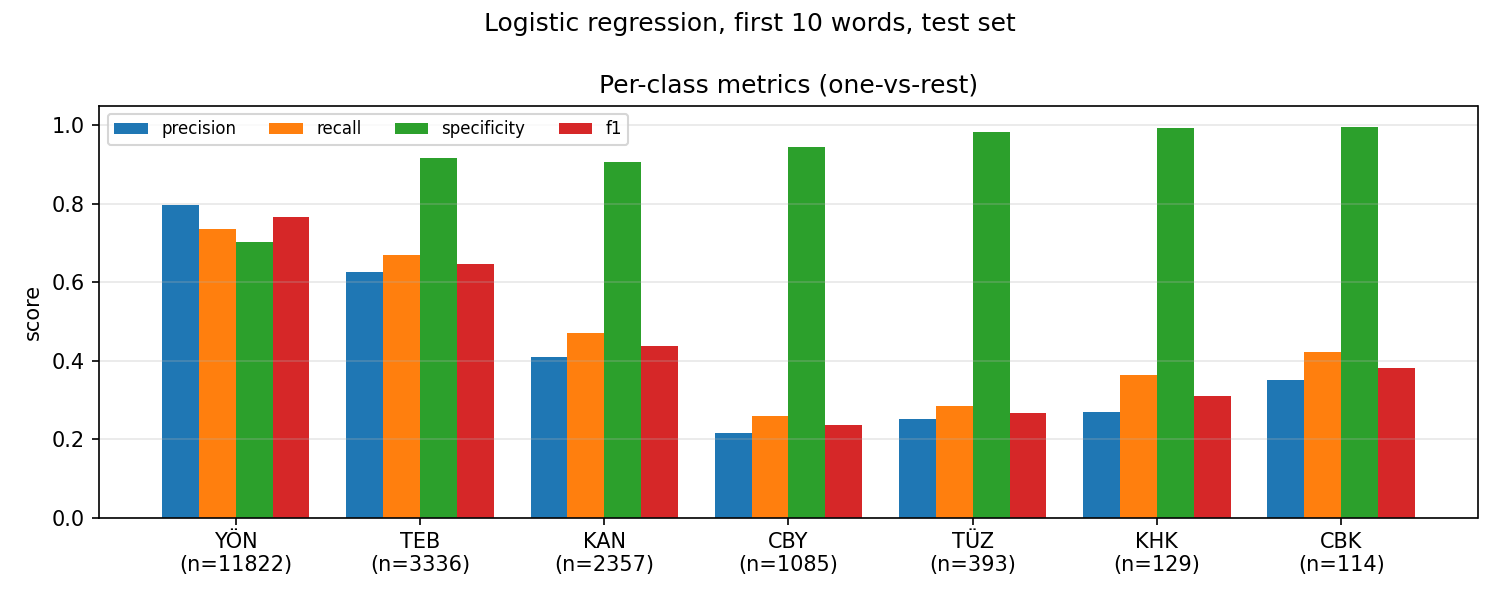 Logistic regression, first 10 words, test set
Per-class metrics (one-vs-rest)
precision recall specificity f1
1.0
0.8
0.6
0.4
0.2
0.0
score
YÖN TEB KAN CBY TÜZ KHK CBK
(n=11822) (n=3336) (n=2357) (n=1085) (n=393) (n=129) (n=114)